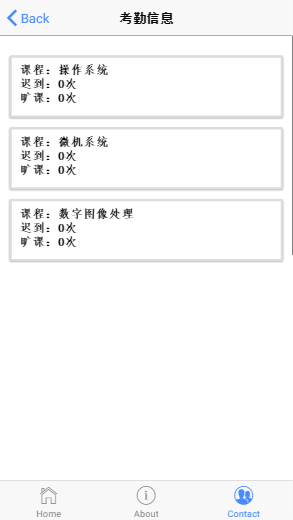 Back
考勤信息
课程：操作系统
迟到：0次
旷课：0次
课程：微机系统
迟到：0次
旷课：0次
课程：数字图像处理
迟到：0次
旷课：0次
Home
About
Contact